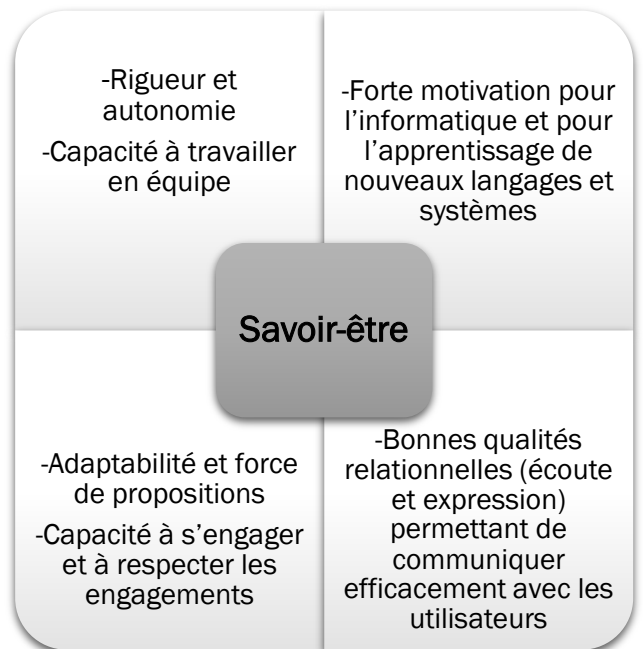 -Rigueur et
autonomie
-Capacité à travailler
en équipe
-Forte motivation pour
l’informatique et pour
l’apprentissage de
nouveaux langages et
systèmes
Savoir-être
-Adaptabilité et force
de propositions
-Capacité à s’engager
et à respecter les
engagements
-Bonnes qualités
relationnelles (écoute
et expression)
permettant de
communiquer
efficacement avec les
utilisateurs